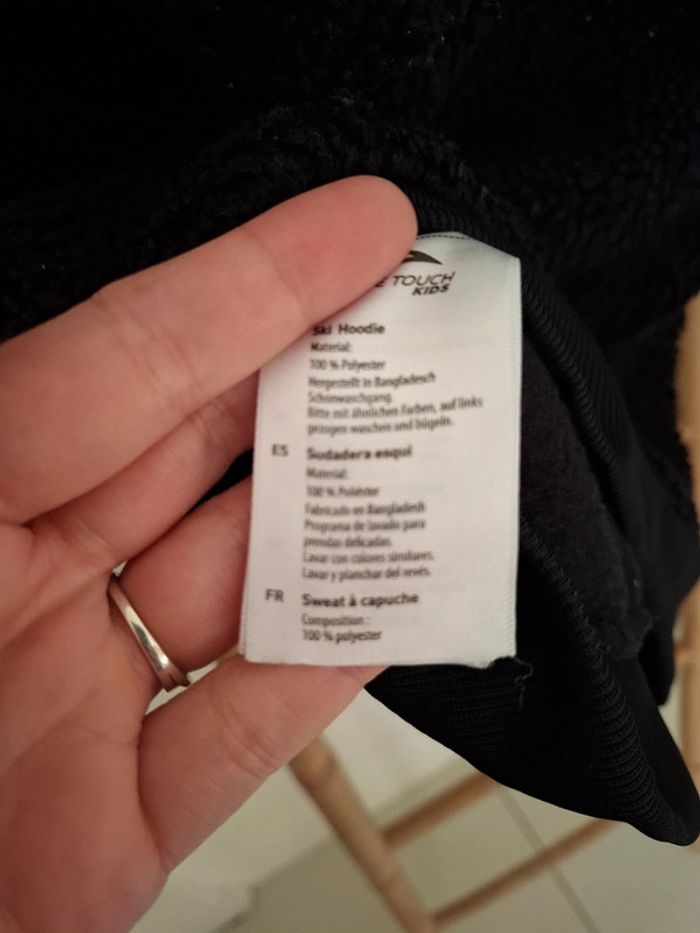 TOUCH
KIDS
Ski Hoodie
Material:
100 % Polyester
Hergestellt in Bangladesch
Schonwaschgang.
Bitte mit ähnlichen Farben, auf links
gezogen waschen und bügeln.
ES Sudadera esquí
Material:
100 % Poliéster
Fabricado en Bangladesh
Programa de lavado para
prendas delicadas.
Lavar con colores similares.
Lavar y planchar del revés.
FR Sweat à capuche
Composition :
100 % polyester